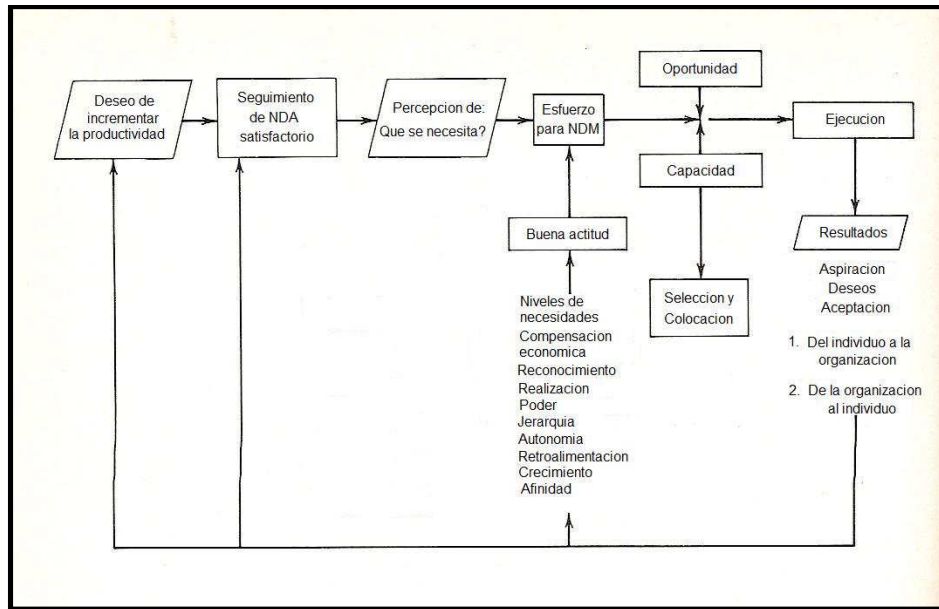 Deseo de
incrementar
la productividad
Seguimiento
de NDA
satisfactorio
Percepcion de:
Que se necesita?
Esfuerzo
para NDM
Oportunidad
Capacidad
Seleccion y
Colocacion
Ejecucion
Resultados
Aspiracion
Deseos
Aceptacion
1. Del individuo a la
organizacion
2. De la organizacion
al individuo
Buena actitud
Niveles de
necesidades
Compensacion
economica
Reconocimiento
Realizacion
Poder
Jerarquia
Autonomia
Retroalimentacion
Crecimiento
Afinidad